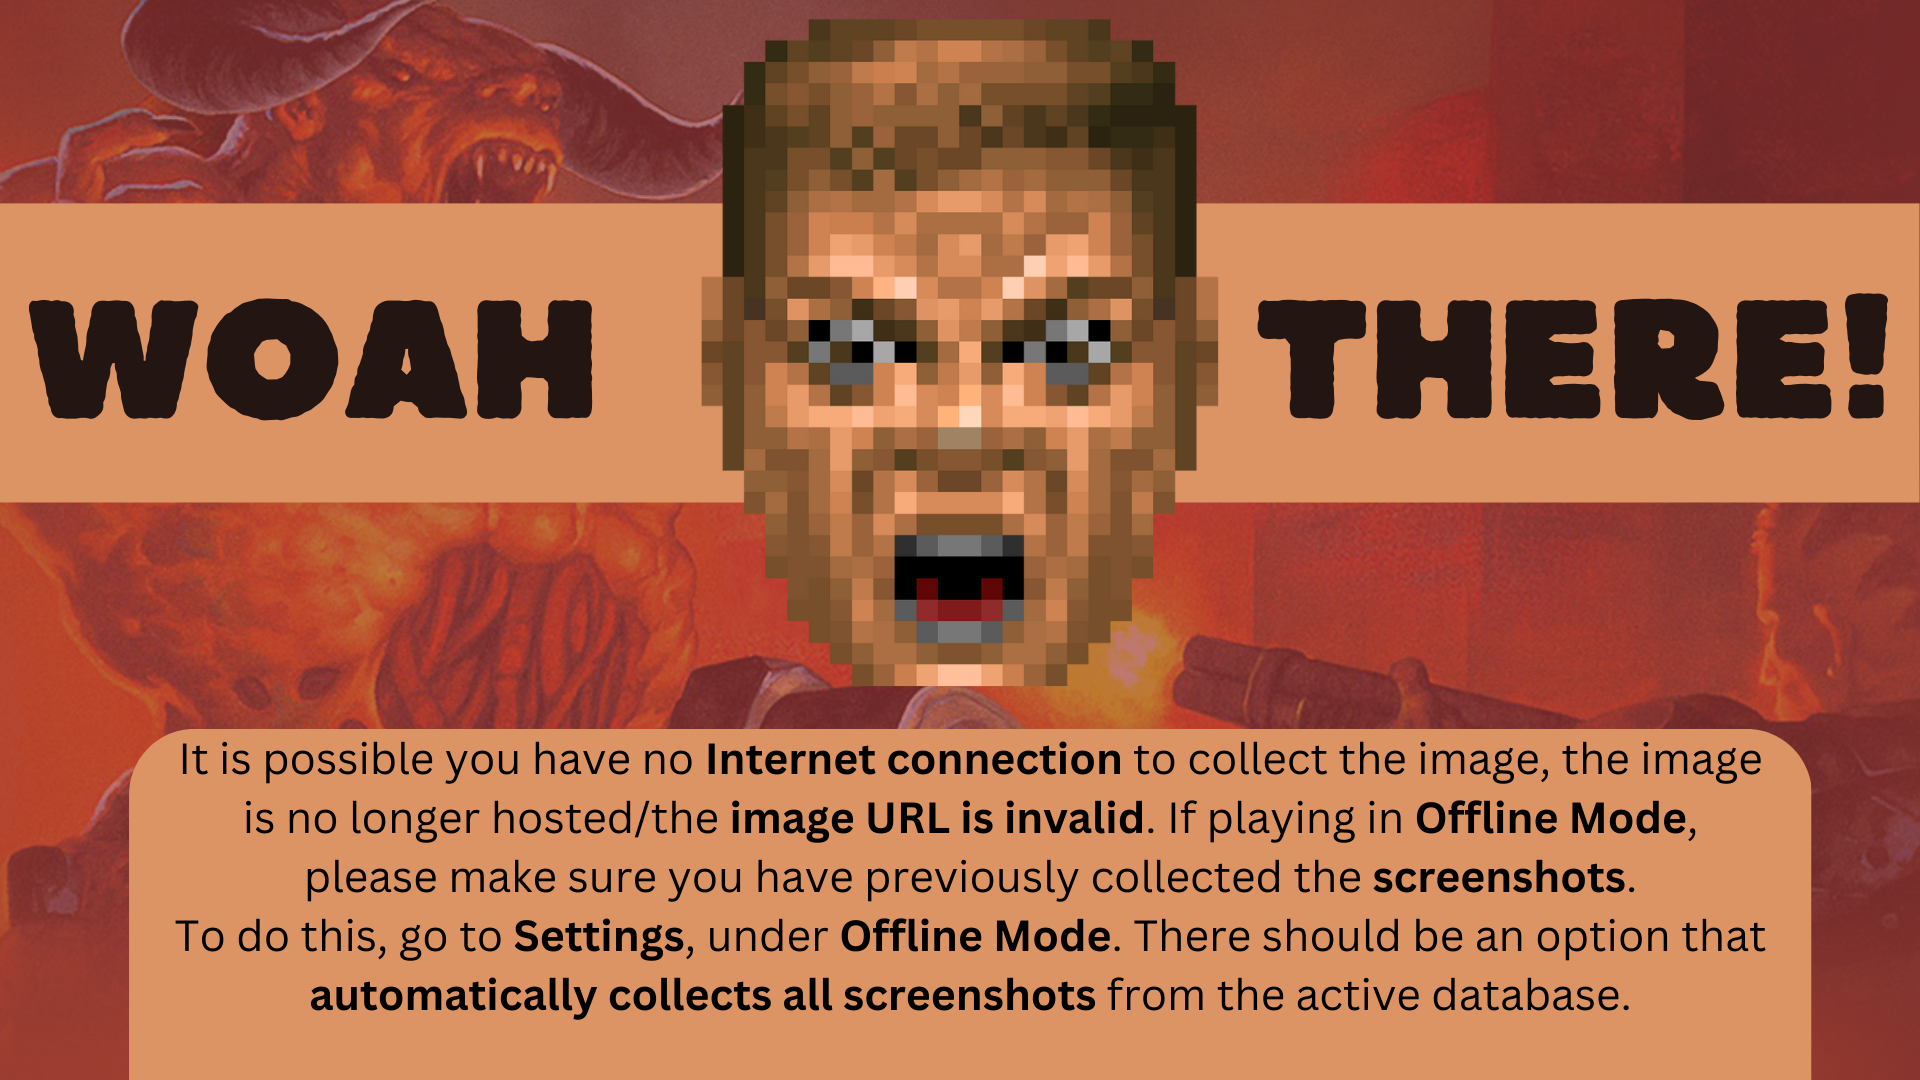 WOAH THERE!
It is possible you have no Internet connection to collect the image, the image
is no longer hosted/the image URL is invalid. If playing in Offline Mode,
please make sure you have previously collected the screenshots.
To do this, go to Settings, under Offline Mode. There should be an option that
automatically collects all screenshots from the active database.